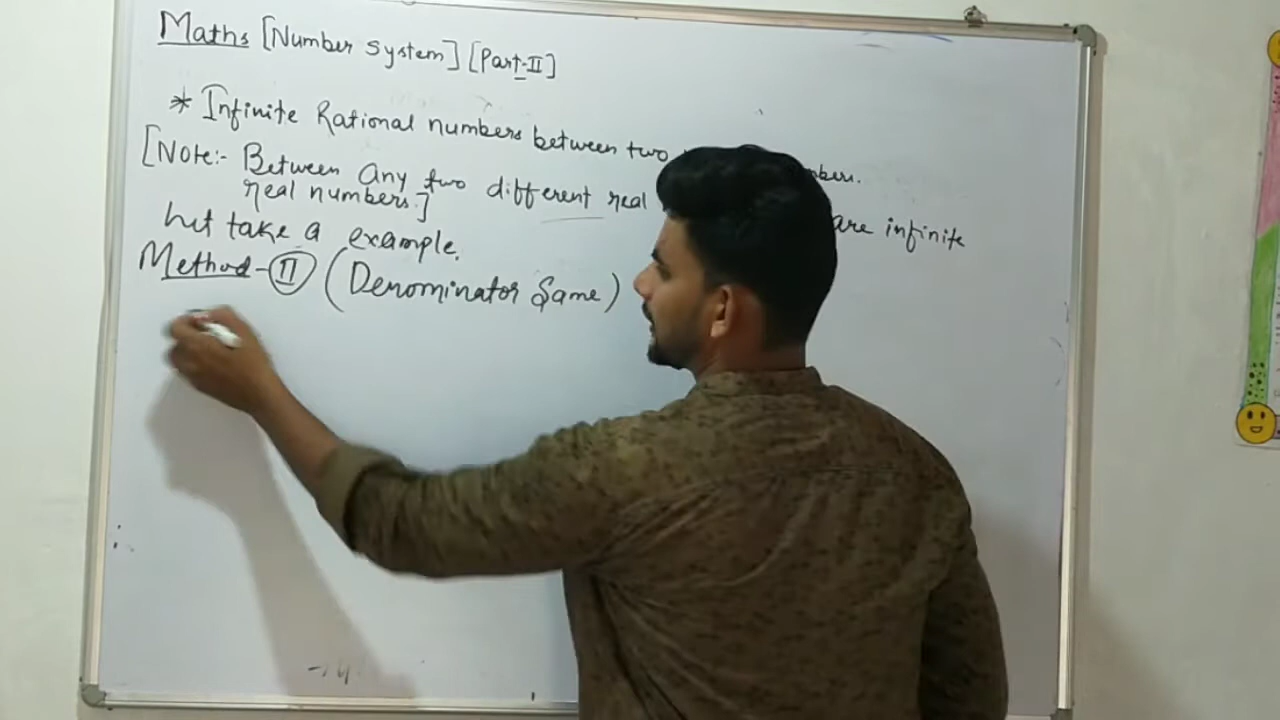 Maths [Number System] [Part-II]
* Infinite Rational numbers between two
[Note:- Between any two different real are infinite
real numbers.]
Let take a example.
Method-II (Denominator Same)